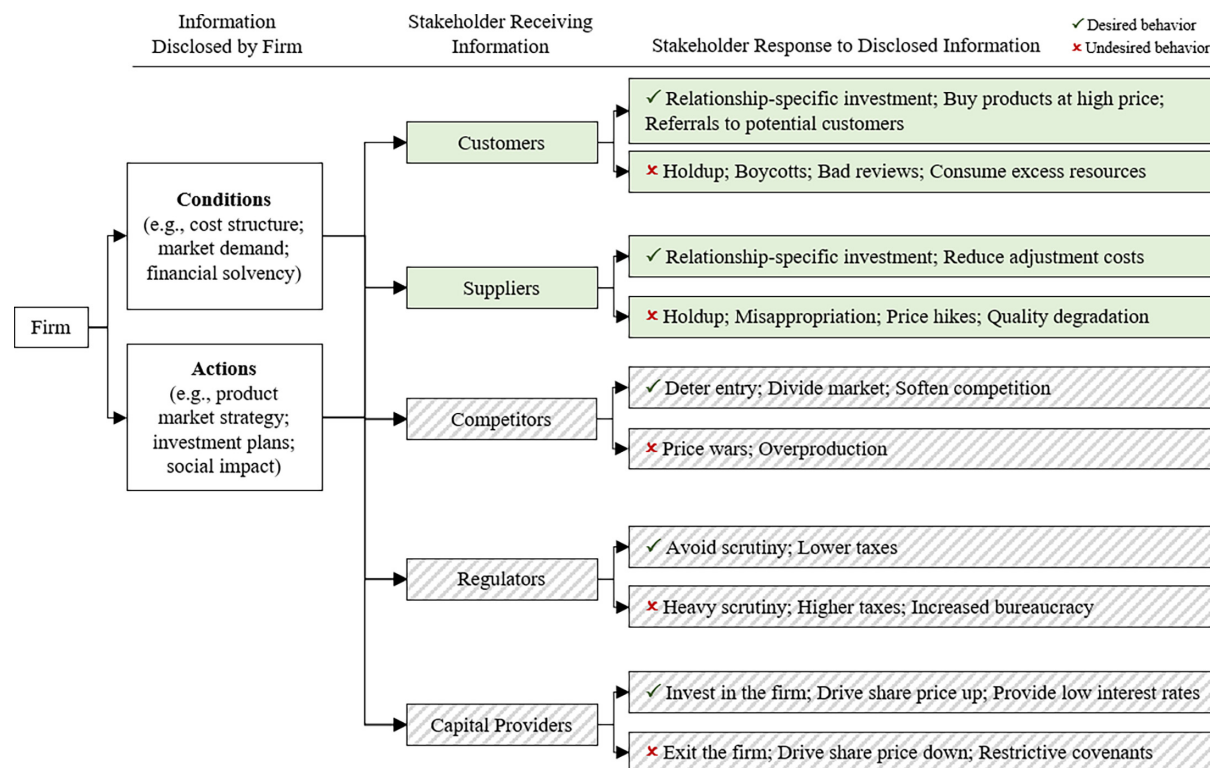 Information
Disclosed by Firm
Stakeholder Receiving
Information
Stakeholder Response to Disclosed Information
✓ Desired behavior
✗ Undesired behavior
Firm
Conditions
(e.g., cost structure;
market demand;
financial solvency)
Actions
(e.g., product
market strategy;
investment plans;
social impact)
Customers
✓ Relationship-specific investment; Buy products at high price;
Referrals to potential customers
✗ Holdup; Boycotts; Bad reviews; Consume excess resources
Suppliers
✓ Relationship-specific investment; Reduce adjustment costs
✗ Holdup; Misappropriation; Price hikes; Quality degradation
Competitors
✓ Deter entry; Divide market; Soften competition
✗ Price wars; Overproduction
Regulators
✓ Avoid scrutiny; Lower taxes
✗ Heavy scrutiny; Higher taxes; Increased bureaucracy
Capital Providers
✓ Invest in the firm; Drive share price up; Provide low interest rates
✗ Exit the firm; Drive share price down; Restrictive covenants